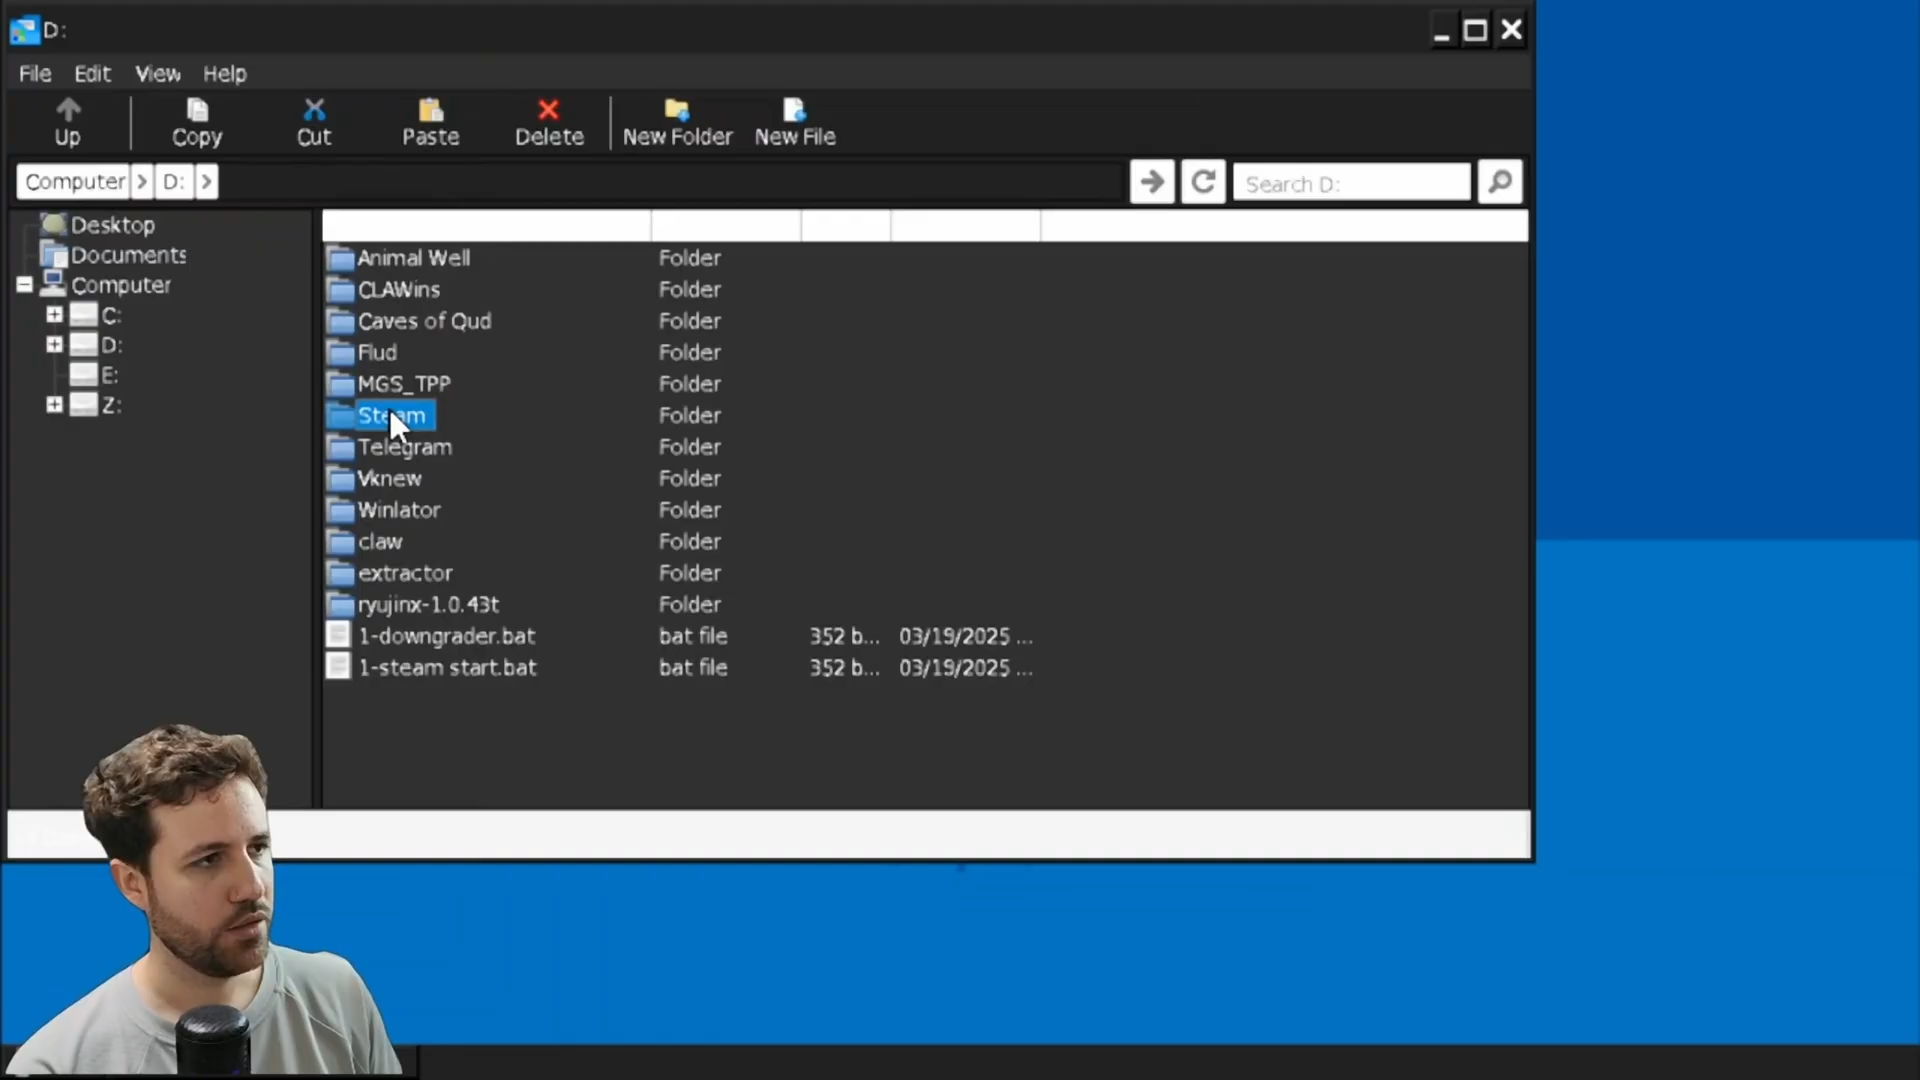 D:
File Edit View Help
Up Copy Cut Paste Delete New Folder New File
Computer D: Search D:
Desktop
Documents
Computer
C:
D:
E:
Z:
Animal Well Folder
CLAWins Folder
Caves of Qud Folder
Flud Folder
MGS_TPP Folder
Steam Folder
Telegram Folder
Vknew Folder
Winlator Folder
claw Folder
extractor Folder
ryujinx-1.0.43t Folder
1-downgrader.bat bat file 352 b... 03/19/2025 ...
1-steam start.bat bat file 352 b... 03/19/2025 ...